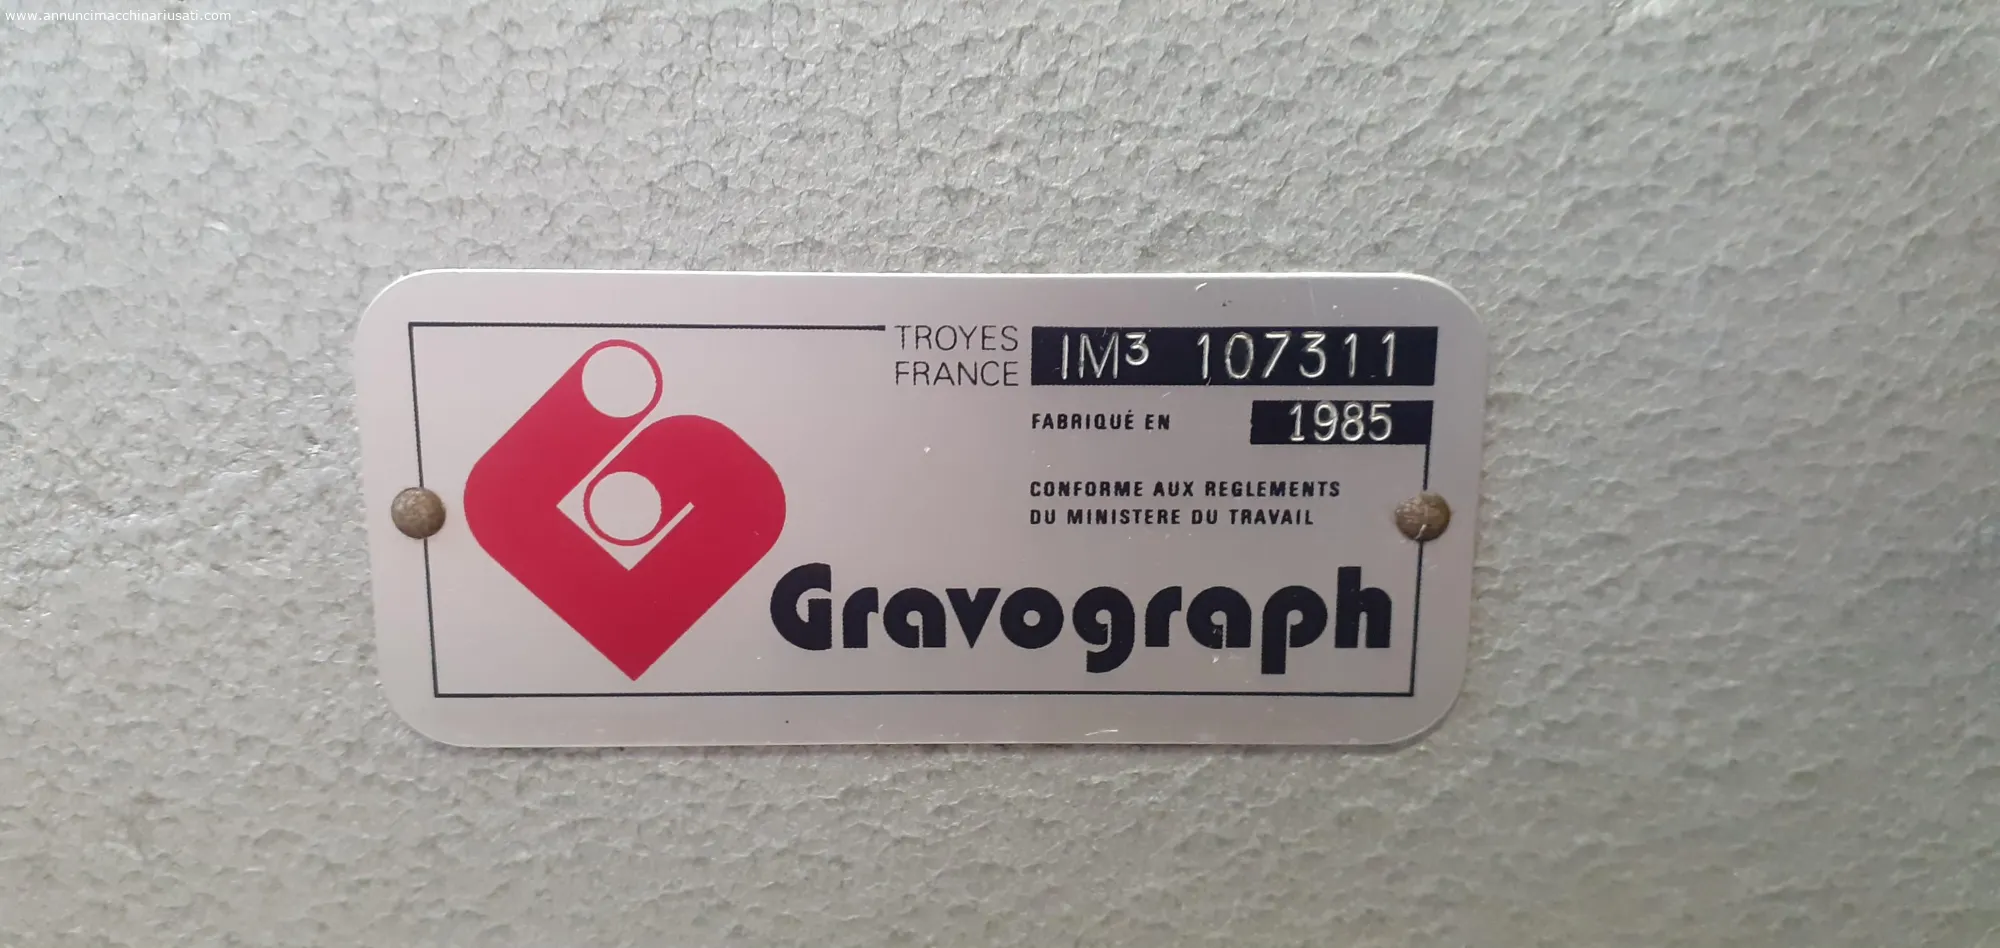 www.annuncimacchinariusati.com
TROYES
FRANCE
IM³ 107311
FABRIQUÉ EN 1985
CONFORME AUX REGLEMENTS
DU MINISTERE DU TRAVAIL
Gravograph